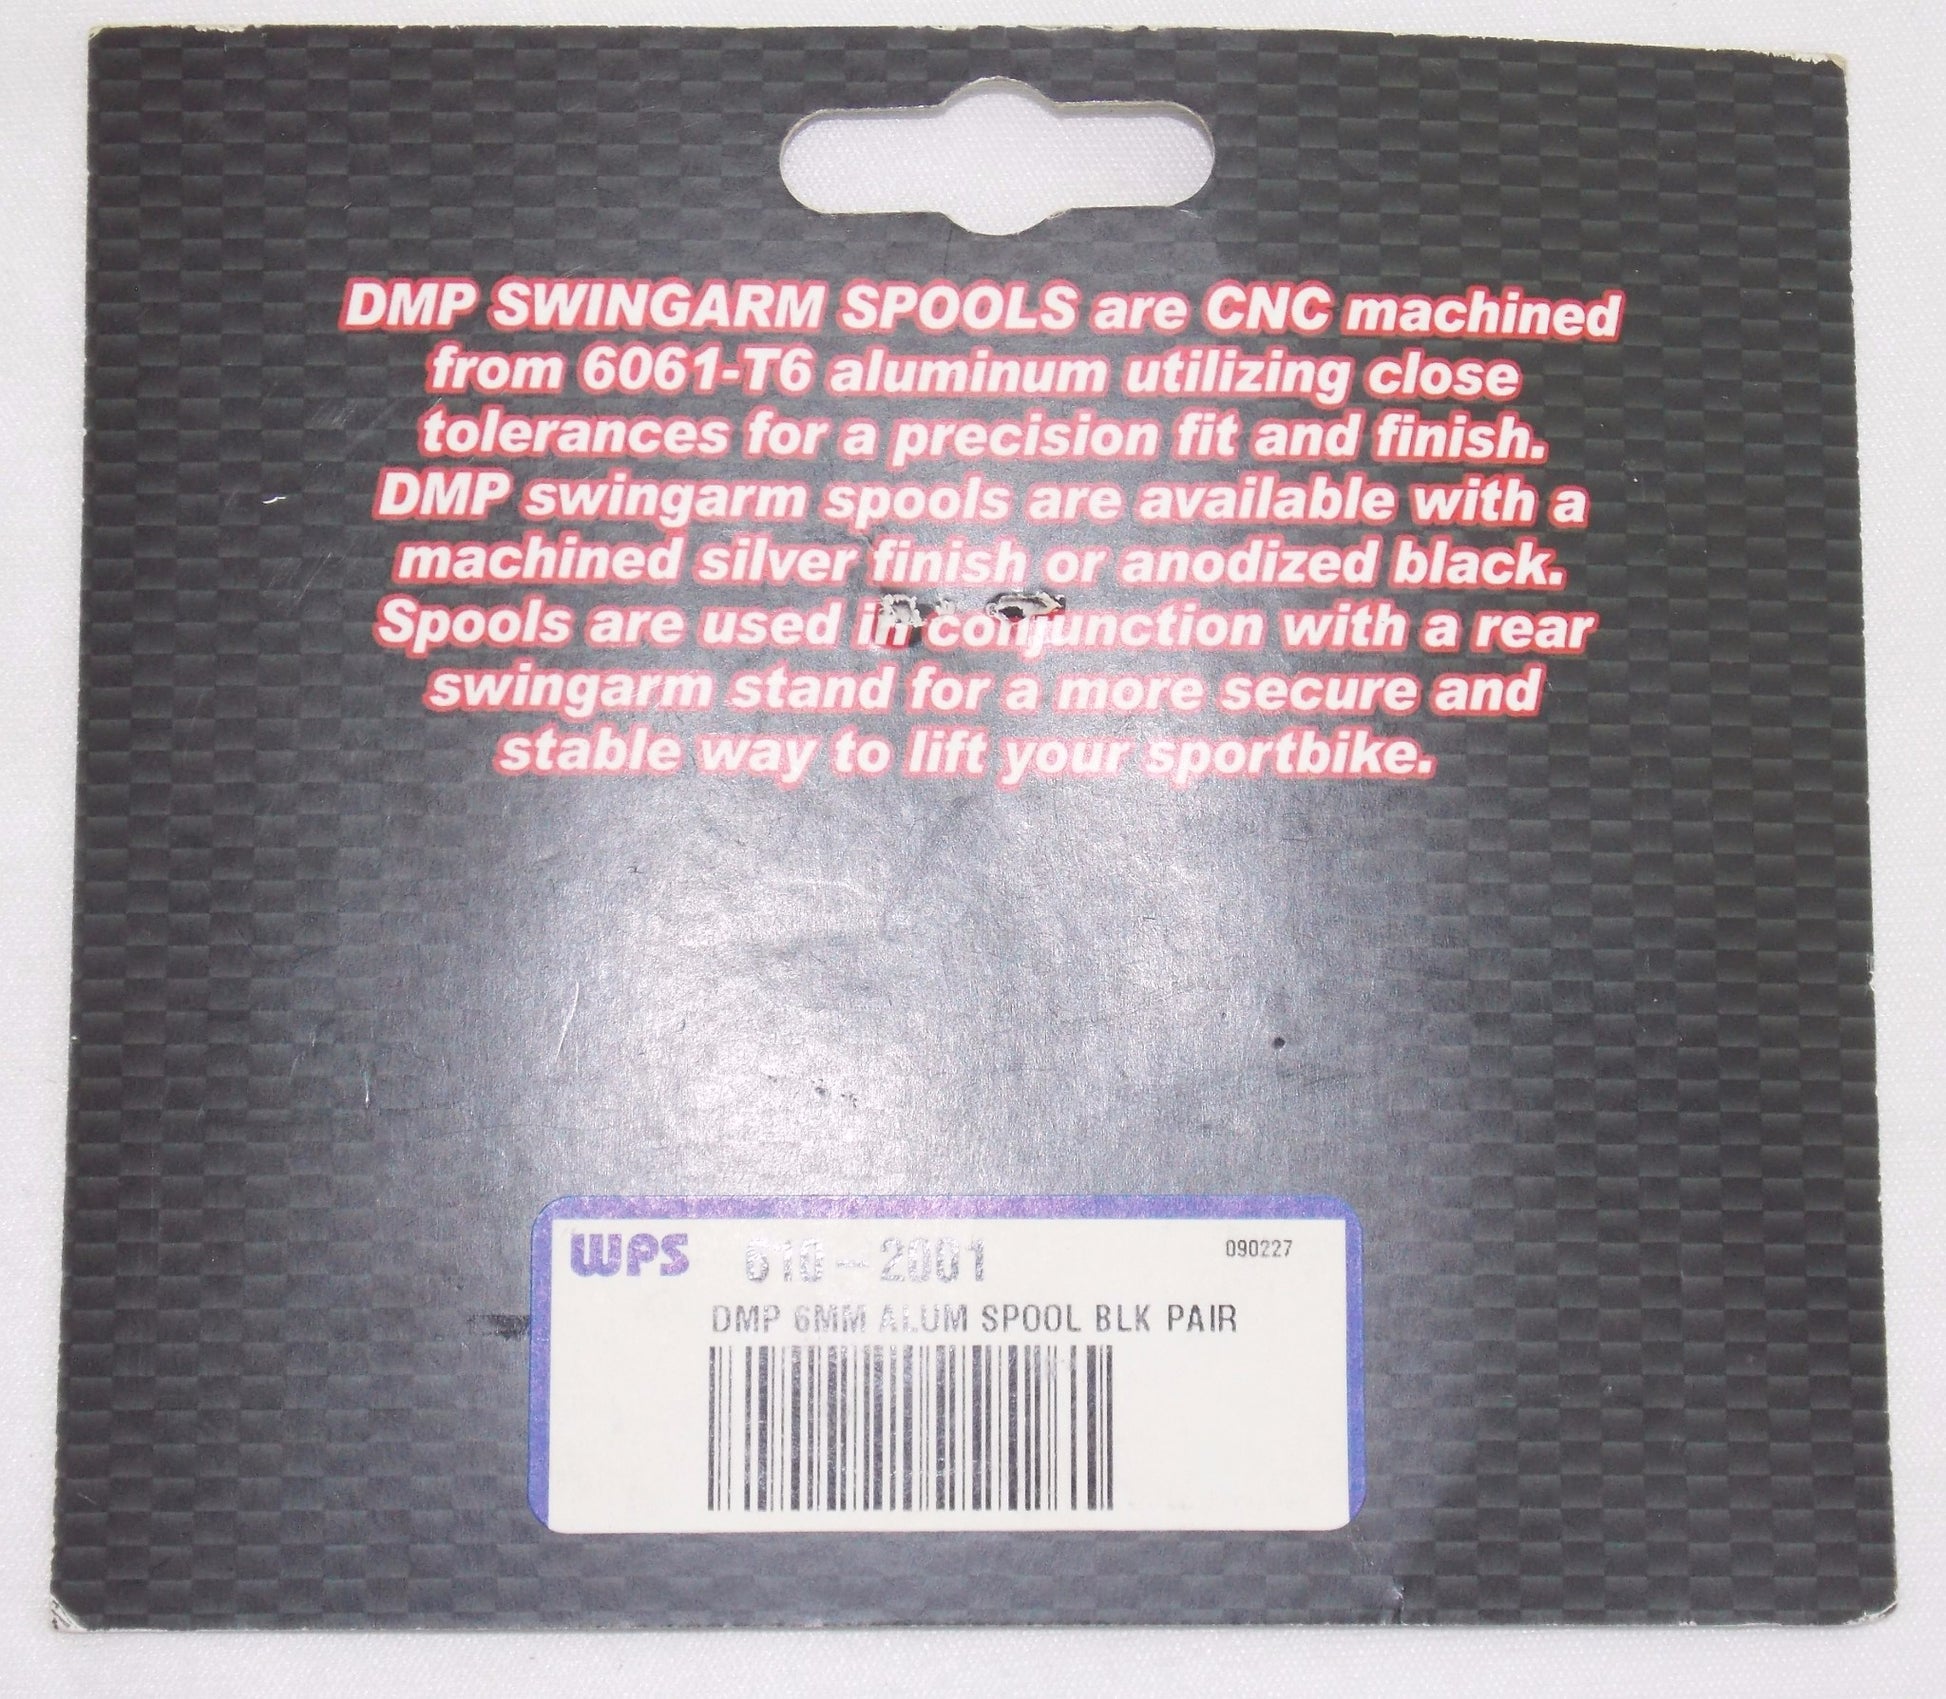 DMP SWINGARM SPOOLS are CNC machined
from 6061-T6 aluminum utilizing close
tolerances for a precision fit and finish.
DMP swingarm spools are available with a
machined silver finish or anodized black.
Spools are used in conjunction with a rear
swingarm stand for a more secure and
stable way to lift your sportbike.
WPS 610-2001 090227
DMP 6MM ALUM SPOOL BLK PAIR